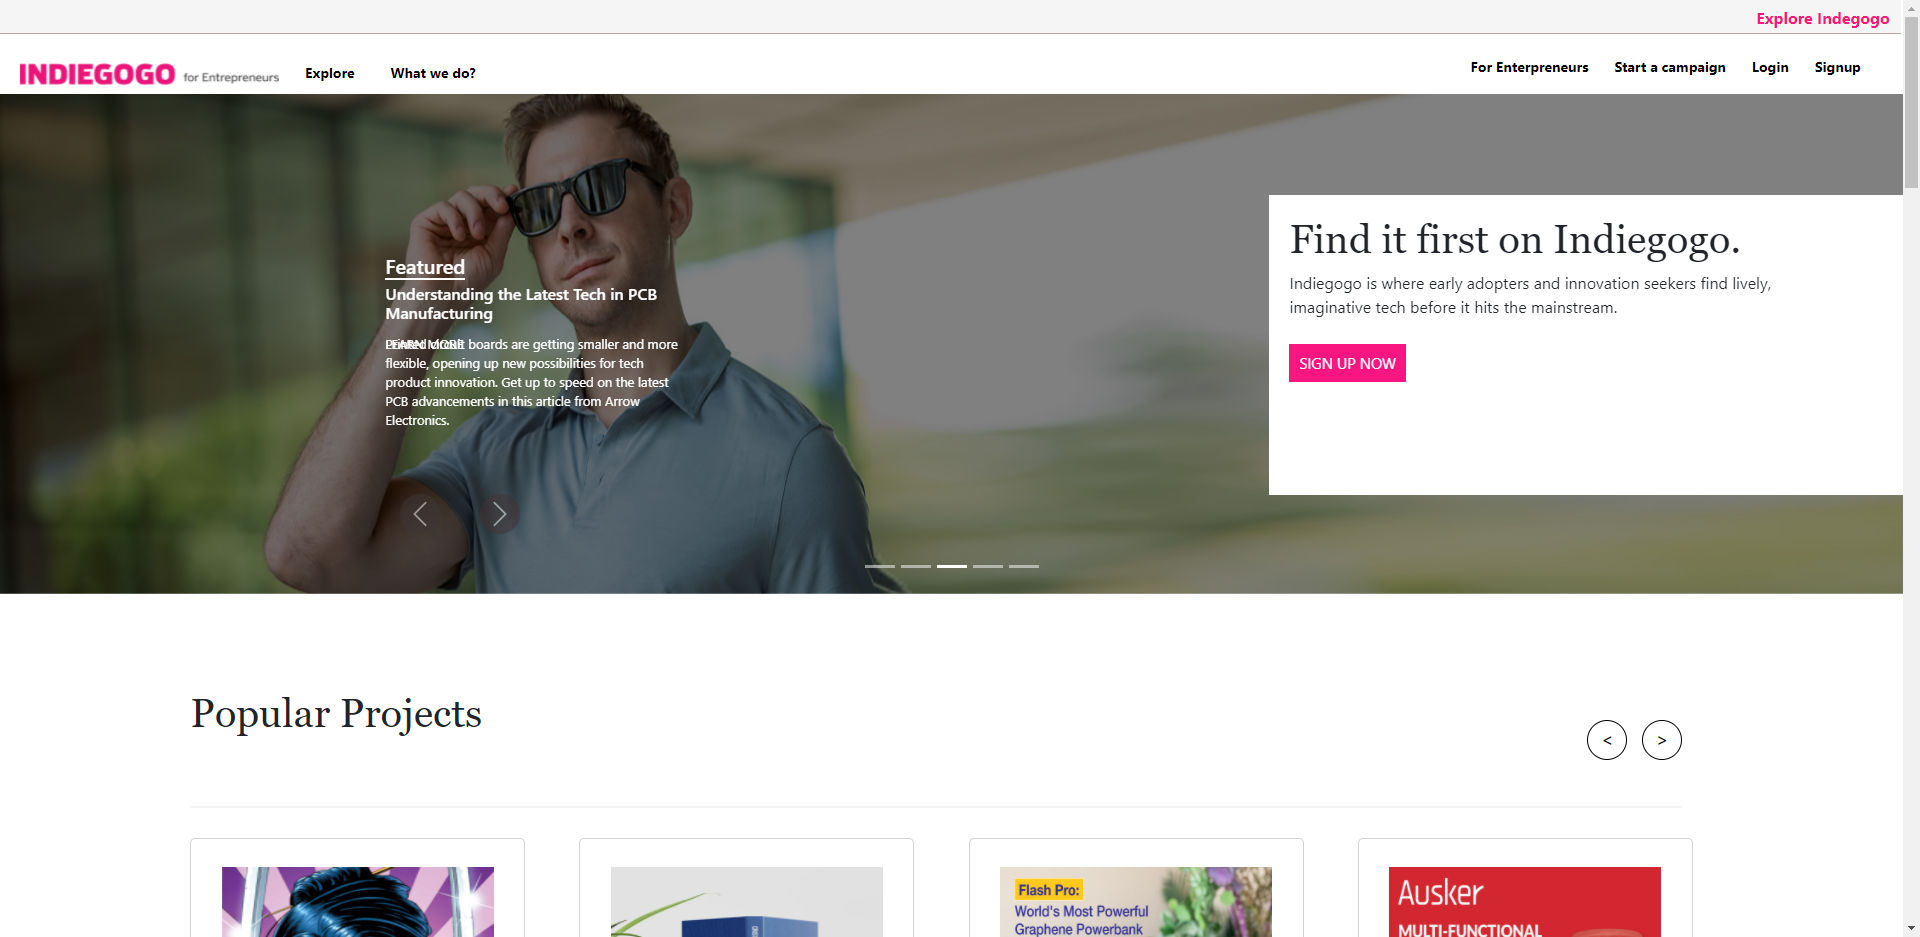 Explore Indegogo
INDIEGOGO for Entrepreneurs
Explore
What we do?
For Enterpreneurs
Start a campaign
Login
Signup
Featured
Understanding the Latest Tech in PCB
Manufacturing
LEARN MORE
Printed circuit boards are getting smaller and more
flexible, opening up new possibilities for tech
product innovation. Get up to speed on the latest
PCB advancements in this article from Arrow
Electronics.
Find it first on Indiegogo.
Indiegogo is where early adopters and innovation seekers find lively,
imaginative tech before it hits the mainstream.
SIGN UP NOW
Popular Projects
<
>
Flash Pro:
World's Most Powerful
Graphene Powerbank
Ausker
MULTI-FUNCTIONAL